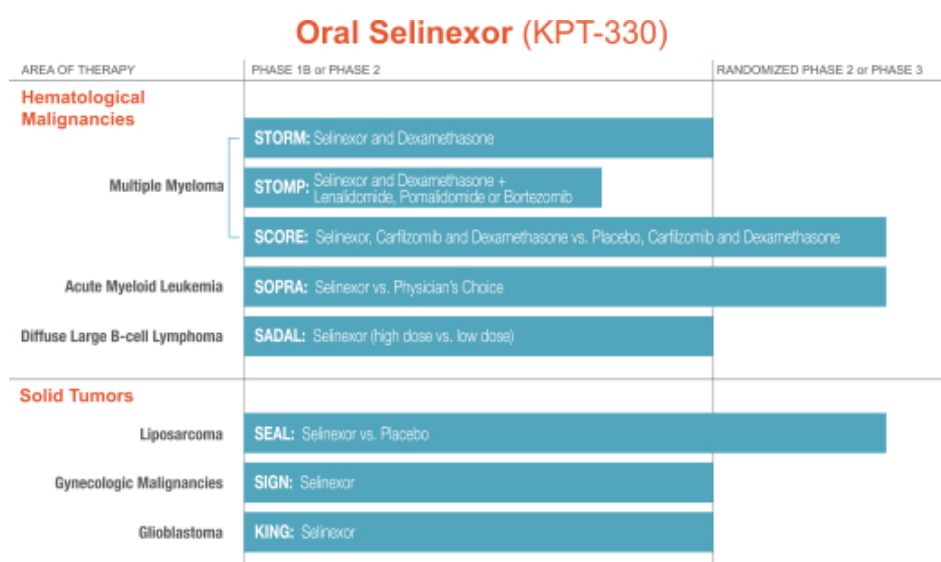 Oral Selinexor (KPT-330)
AREA OF THERAPY
PHASE 1B or PHASE 2
RANDOMIZED PHASE 2 or PHASE 3
Hematological
Malignancies
STORM: Selinexor and Dexamethasone
Multiple Myeloma
STOMP: Selinexor and Dexamethasone +
Lenalidomide, Pomalidomide or Bortezomib
SCORE: Selinexor, Carfilzomib and Dexamethasone vs. Placebo, Carfilzomib and Dexamethasone
Acute Myeloid Leukemia
SOPRA: Selinexor vs. Physician's Choice
Diffuse Large B-cell Lymphoma
SADAL: Selinexor (high dose vs. low dose)
Solid Tumors
Liposarcoma
SEAL: Selinexor vs. Placebo
Gynecologic Malignancies
SIGN: Selinexor
Glioblastoma
KING: Selinexor